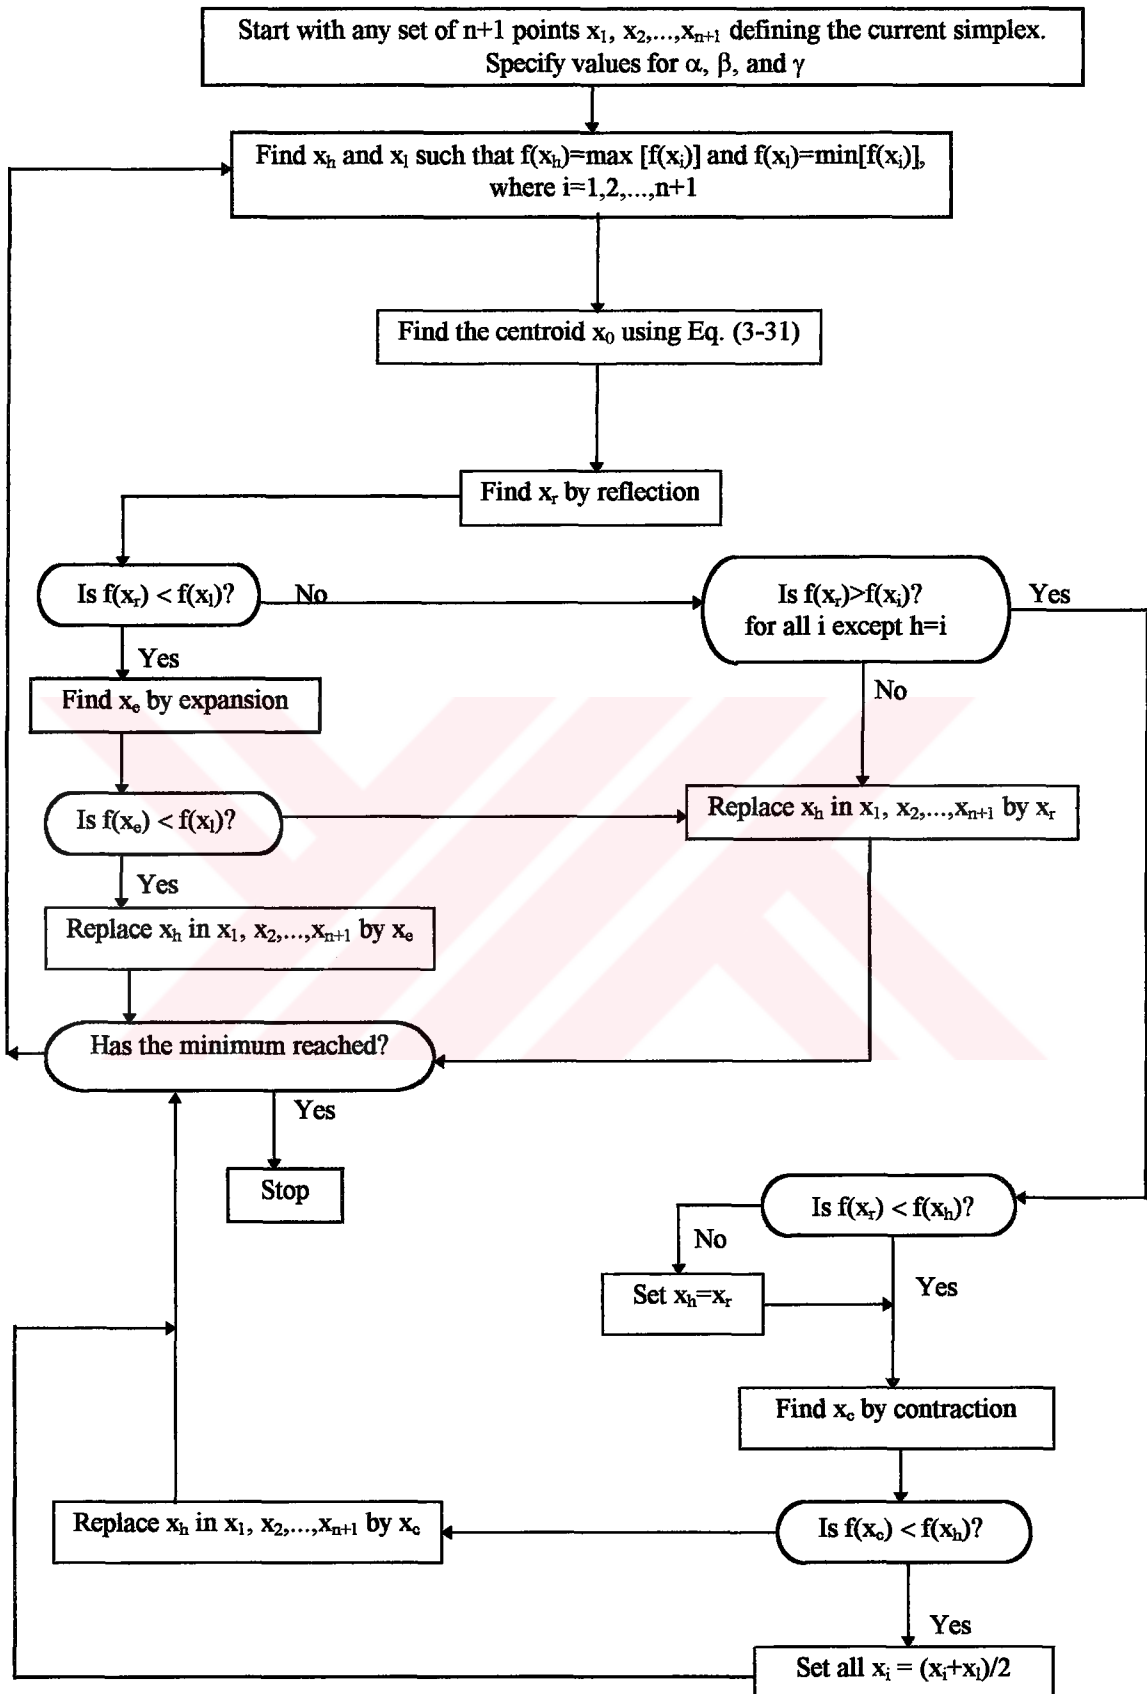 Start with any set of n+1 points x₁, x₂,...,xₙ₊₁ defining the current simplex.
Specify values for α, β, and γ
Find xₕ and xₗ such that f(xₕ)=max [f(xᵢ)] and f(xₗ)=min[f(xᵢ)],
where i=1,2,...,n+1
Find the centroid x₀ using Eq. (3-31)
Find xᵣ by reflection
Is f(xᵣ) < f(xₗ)?
No
Is f(xᵣ)>f(xᵢ)?
for all i except h=i
Yes
Yes
Find xₑ by expansion
No
Is f(xₑ) < f(xₗ)?
Replace xₕ in x₁, x₂,...,xₙ₊₁ by xᵣ
Yes
Replace xₕ in x₁, x₂,...,xₙ₊₁ by xₑ
Has the minimum reached?
Yes
Stop
Is f(xᵣ) < f(xₕ)?
No
Set xₕ=xᵣ
Yes
Find x_c by contraction
Replace xₕ in x₁, x₂,...,xₙ₊₁ by x_c
Is f(x_c) < f(xₕ)?
Yes
Set all xᵢ = (xᵢ+xₗ)/2